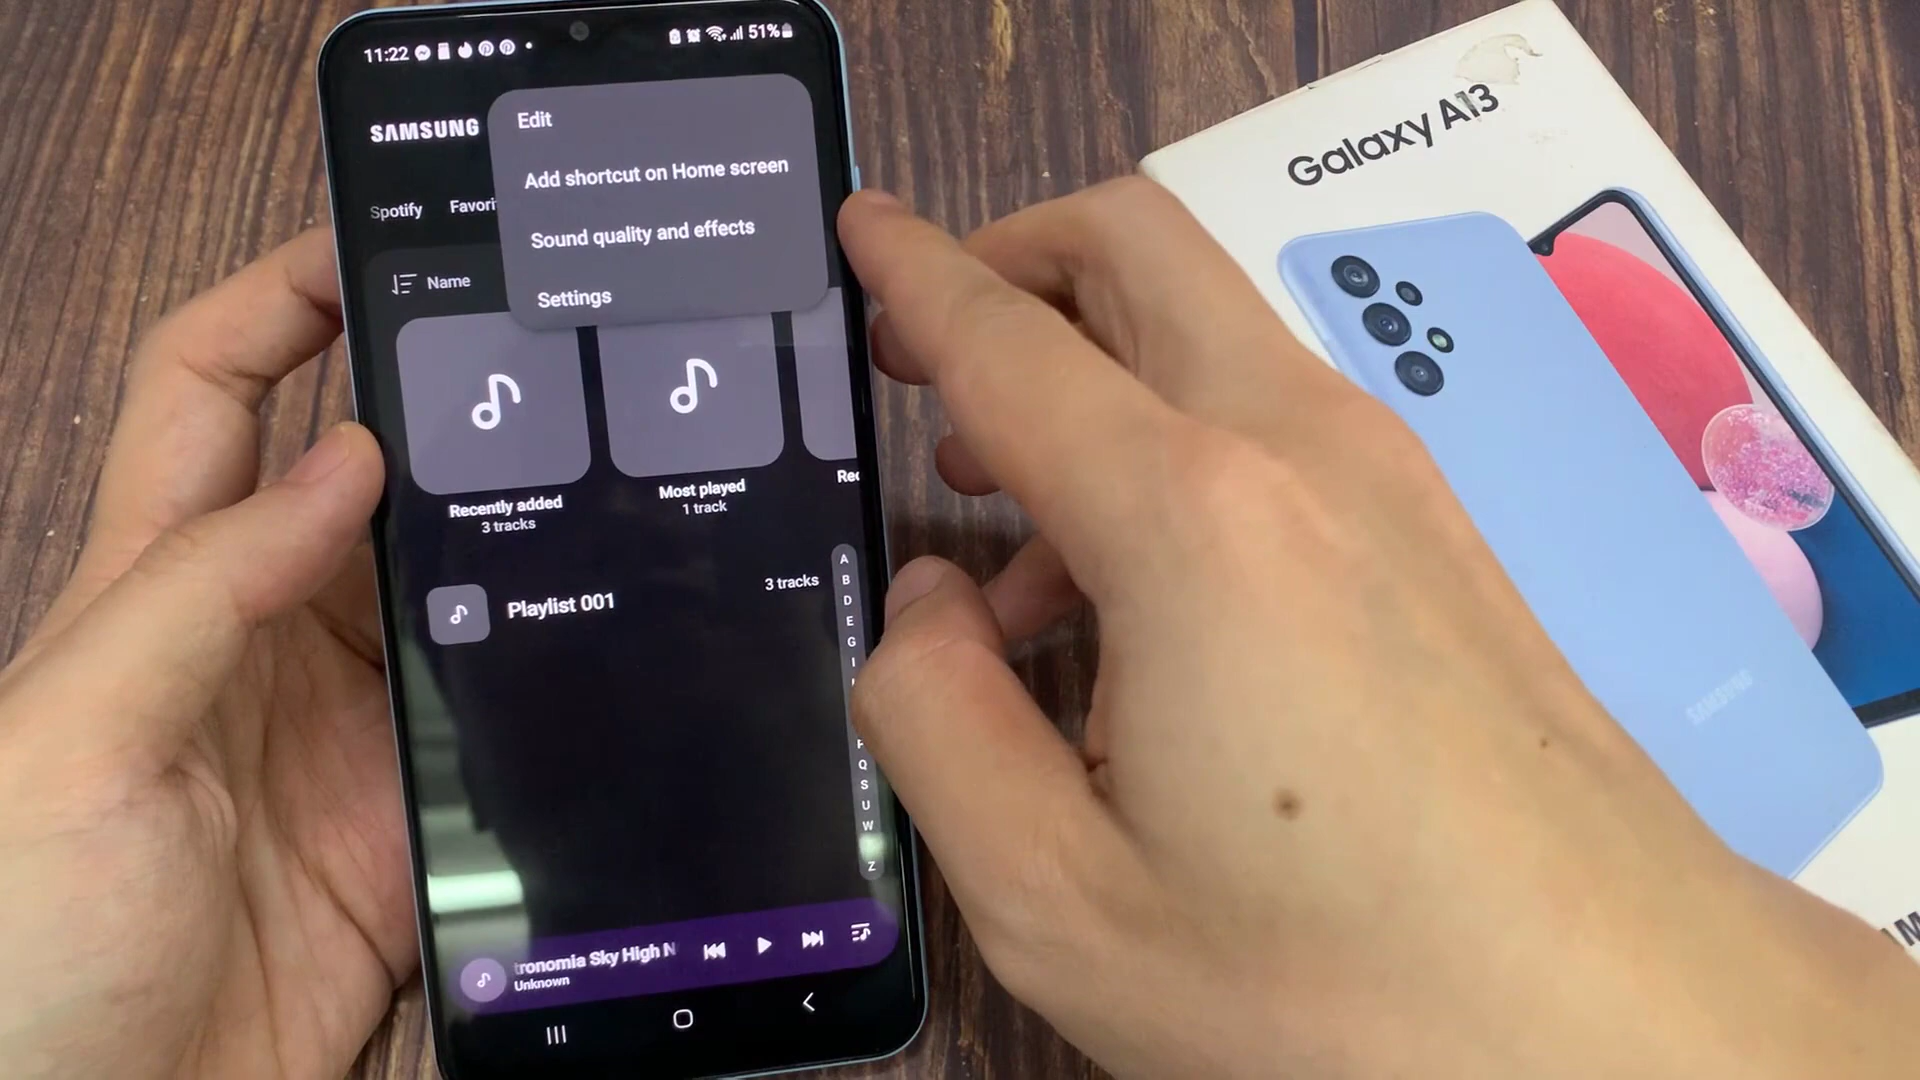 11:22
51%
SAMSUNG
Edit
Add shortcut on Home screen
Sound quality and effects
Settings
Spotify
Favori
Name
Recently added
3 tracks
Most played
1 track
Rec
Playlist 001
3 tracks
A
B
D
E
G
I
P
Q
S
U
W
Z
tronomia Sky High N
Unknown
Galaxy A13
SAMSUNG